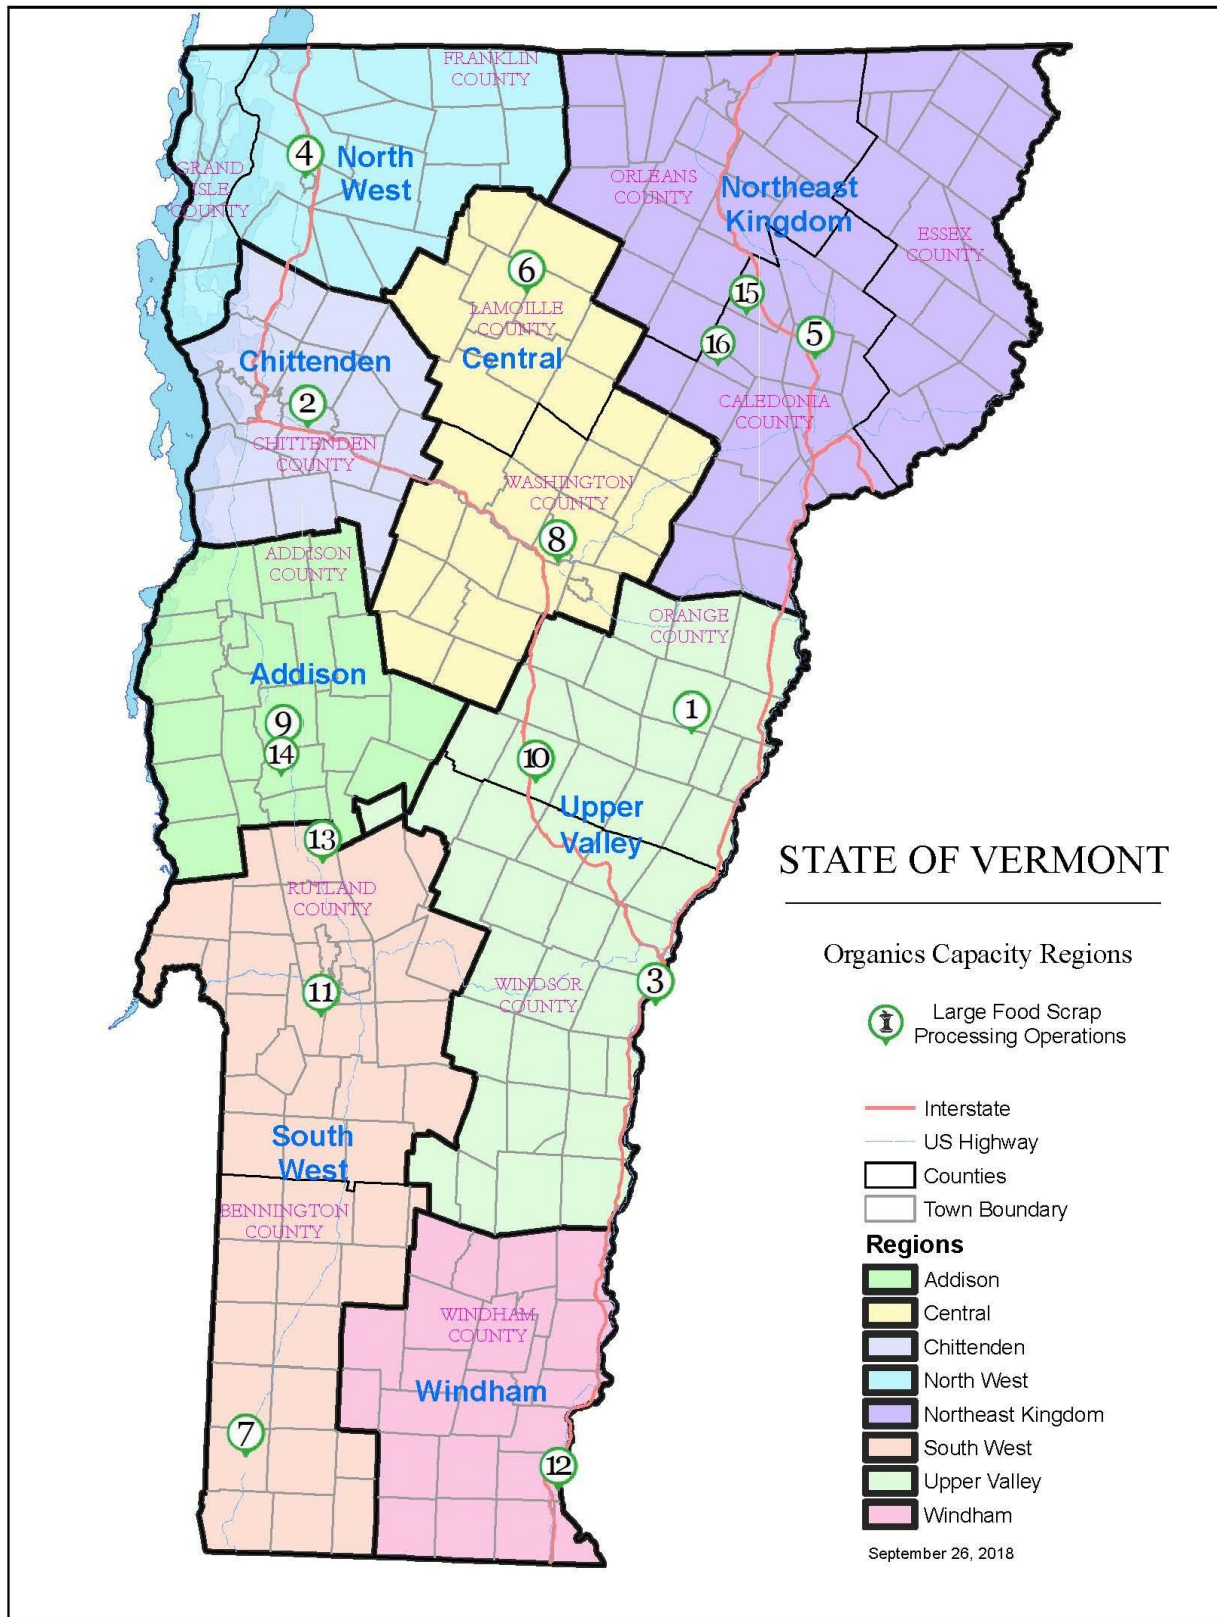 FRANKLIN
COUNTY
4
North
West
GRAND
ISLE
COUNTY
ORLEANS
COUNTY
Northeast
Kingdom
ESSEX
COUNTY
6
LAMOILLE
COUNTY
Central
15
16
5
CALEDONIA
COUNTY
Chittenden
2
CHITTENDEN
COUNTY
WASHINGTON
COUNTY
8
ADDISON
COUNTY
Addison
9
14
ORANGE
COUNTY
1
10
Upper
Valley
13
RUTLAND
COUNTY
11
WINDSOR
COUNTY
3
South
West
BENNINGTON
COUNTY
WINDHAM
COUNTY
Windham
7
12
STATE OF VERMONT
Organics Capacity Regions
Large Food Scrap
Processing Operations
Interstate
US Highway
Counties
Town Boundary
Regions
Addison
Central
Chittenden
North West
Northeast Kingdom
South West
Upper Valley
Windham
September 26, 2018